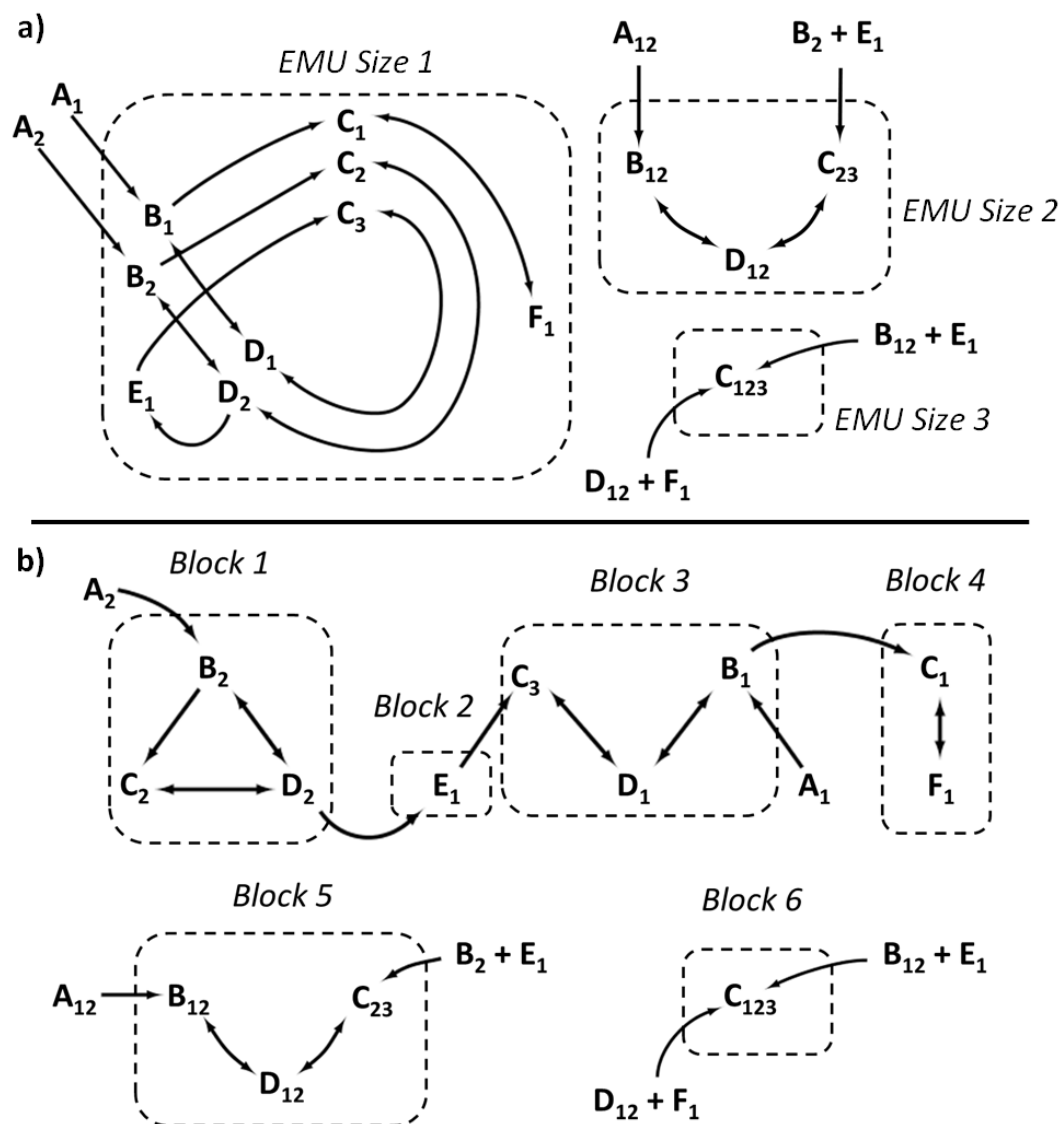 a)
EMU Size 1
A₁
A₂
B₁
B₂
C₁
C₂
C₃
D₁
E₁
D₂
F₁
A₁₂
B₂ + E₁
B₁₂
C₂₃
D₁₂
EMU Size 2
B₁₂ + E₁
C₁₂₃
EMU Size 3
D₁₂ + F₁
b)
Block 1
A₂
B₂
C₂
D₂
Block 2
E₁
Block 3
C₃
B₁
D₁
A₁
Block 4
C₁
F₁
Block 5
A₁₂
B₁₂
C₂₃
B₂ + E₁
D₁₂
Block 6
B₁₂ + E₁
C₁₂₃
D₁₂ + F₁